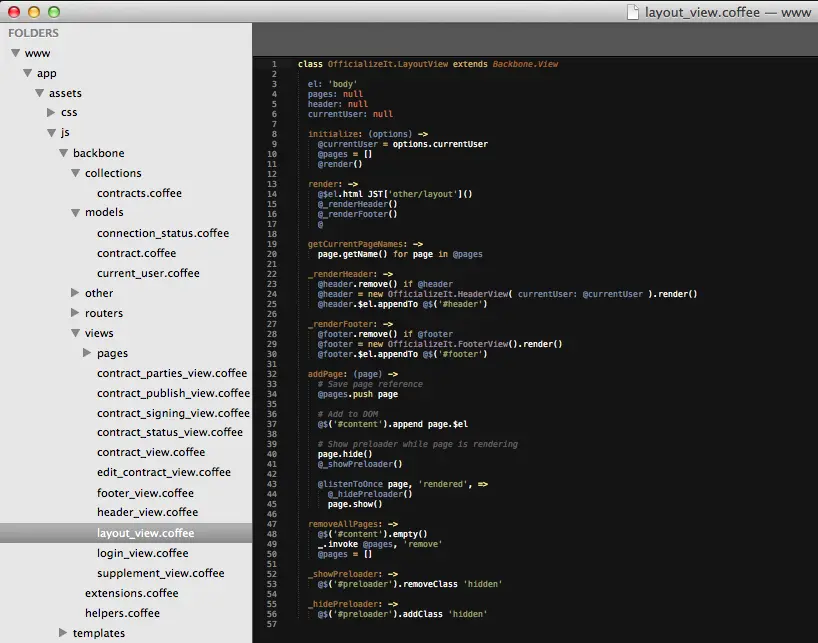 layout_view.coffee — www
FOLDERS
www
app
assets
css
js
backbone
collections
contracts.coffee
models
connection_status.coffee
contract.coffee
current_user.coffee
other
routers
views
pages
contract_parties_view.coffee
contract_publish_view.coffee
contract_signing_view.coffee
contract_status_view.coffee
contract_view.coffee
edit_contract_view.coffee
footer_view.coffee
header_view.coffee
layout_view.coffee
login_view.coffee
supplement_view.coffee
extensions.coffee
helpers.coffee
templates
1 class OfficializeIt.LayoutView extends Backbone.View
2
3 el: 'body'
4 pages: null
5 header: null
6 currentUser: null
7
8 initialize: (options) ->
9 @currentUser = options.currentUser
10 @pages = []
11 @render()
12
13 render: ->
14 @$el.html JST['other/layout']()
15 @_renderHeader()
16 @_renderFooter()
17 @
18
19 getCurrentPageNames: ->
20 page.getName() for page in @pages
21
22 _renderHeader: ->
23 @header.remove() if @header
24 @header = new OfficializeIt.HeaderView( currentUser: @currentUser ).render()
25 @header.$el.appendTo @$('#header')
26
27 _renderFooter: ->
28 @footer.remove() if @footer
29 @footer = new OfficializeIt.FooterView().render()
30 @footer.$el.appendTo @$('#footer')
31
32 addPage: (page) ->
33 # Save page reference
34 @pages.push page
35
36 # Add to DOM
37 @$('#content').append page.$el
38
39 # Show preloader while page is rendering
40 page.hide()
41 @_showPreloader()
42
43 @listenToOnce page, 'rendered', =>
44 @_hidePreloader()
45 page.show()
46
47 removeAllPages: ->
48 @$('#content').empty()
49 _.invoke @pages, 'remove'
50 @pages = []
51
52 _showPreloader: ->
53 @$('#preloader').removeClass 'hidden'
54
55 _hidePreloader: ->
56 @$('#preloader').addClass 'hidden'
57